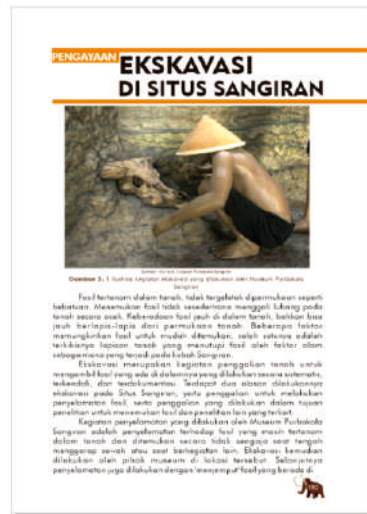 PENGAYAAN
EKSKAVASI
DI SITUS SANGIRAN
Gambar 5. 1 Ilustrasi kegiatan ekskavasi yang dilakukan oleh Museum Purbakala
Sangiran
Fosil tertanam dalam tanah, tidak tergeletak dipermukaan seperti
bebatuan. Menemukan fosil tidak sesederhana menggali lubang pada
tanah secara acak. Keberadaan fosil jauh di dalam tanah, bahkan bisa
jauh berlapis-lapis dari permukaan tanah. Beberapa faktor
memungkinkan fosil untuk mudah ditemukan, salah satunya adalah
terkikisnya lapisan tanah yang menutupi fosil oleh faktor alam
sebagaimana yang terjadi pada kubah Sangiran.
Ekskavasi merupakan kegiatan penggalian tanah untuk
mengambil fosil yang ada di dalamnya yang dilakukan secara sistematis,
terkendali, dan terdokumentasi. Terdapat dua alasan dilakukannya
ekskavasi pada Situs Sangiran, yaitu penggalian untuk melakukan
penyelamatan fosil, serta penggalian yang dilakukan dalam tujuan
penelitian untuk menemukan fosil dan penelitian lain yang terkait.
Kegiatan penyelamatan yang dilakukan oleh Museum Purbakala
Sangiran adalah penyelamatan terhadap fosil yang masih tertanam
dalam tanah dan ditemukan secara tidak sengaja saat tengah
menggarap sawah atau saat berkegiatan lain. Ekskavasi kemudian
dilakukan oleh pihak museum di lokasi tersebut. Selanjutnya
penyelamatan juga dilakukan dengan 'menjemput' fosil yang berada di